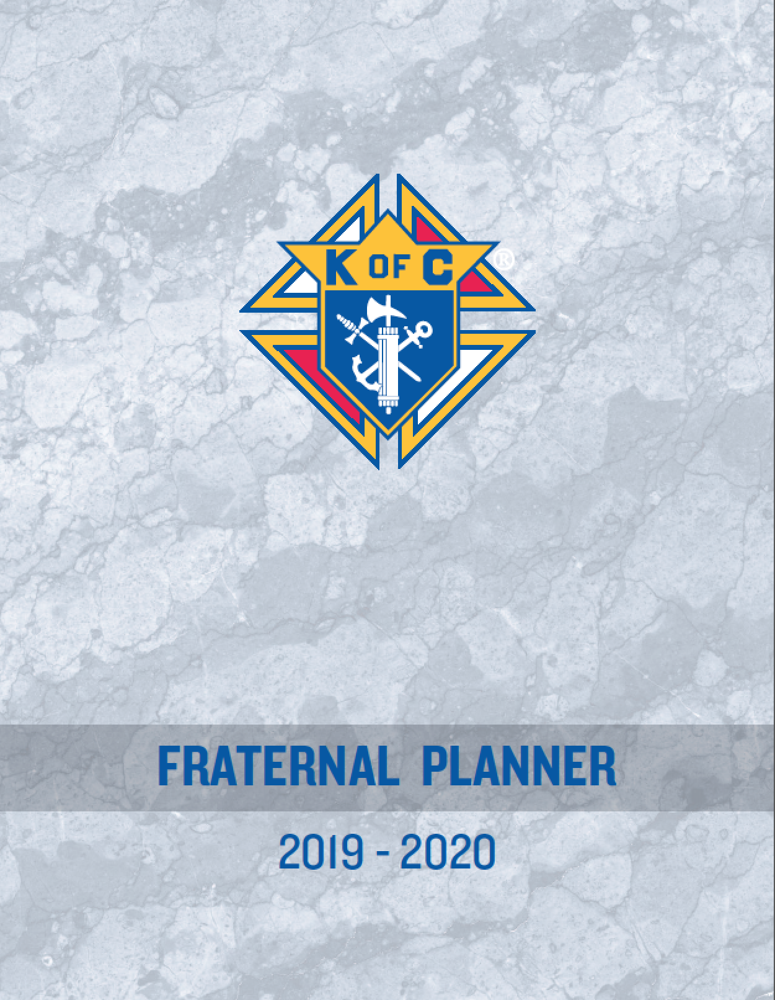 K OF C
®
FRATERNAL PLANNER
2019 - 2020